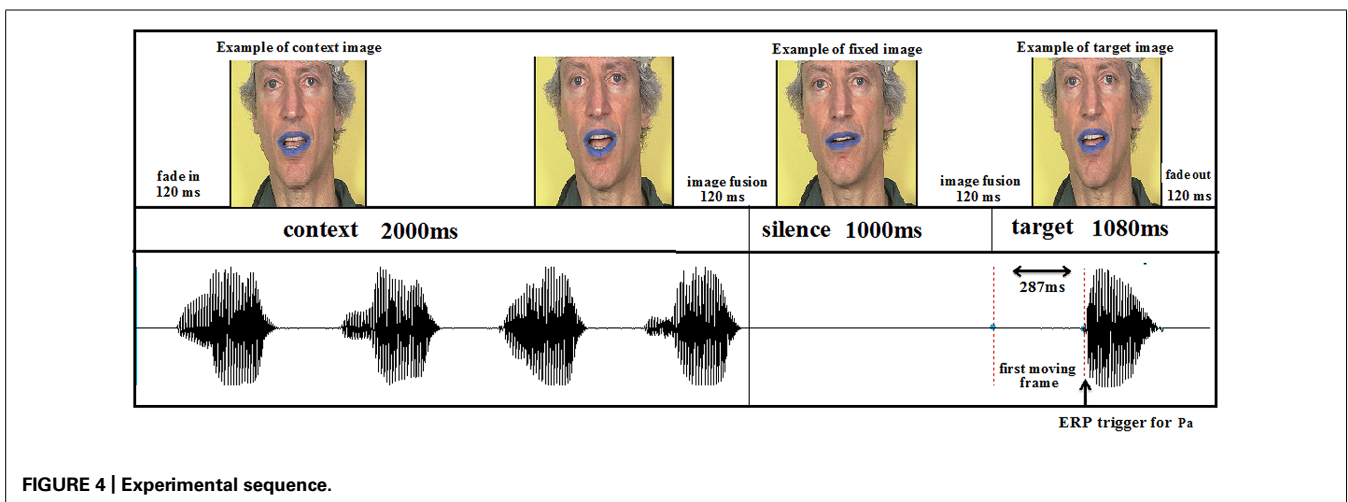 Example of context image
Example of fixed image
Example of target image
fade in
120 ms
image fusion
120 ms
image fusion
120 ms
fade out
120 ms
context 2000ms
silence 1000ms
target 1080ms
287ms
first moving
frame
ERP trigger for Pa
FIGURE 4 | Experimental sequence.